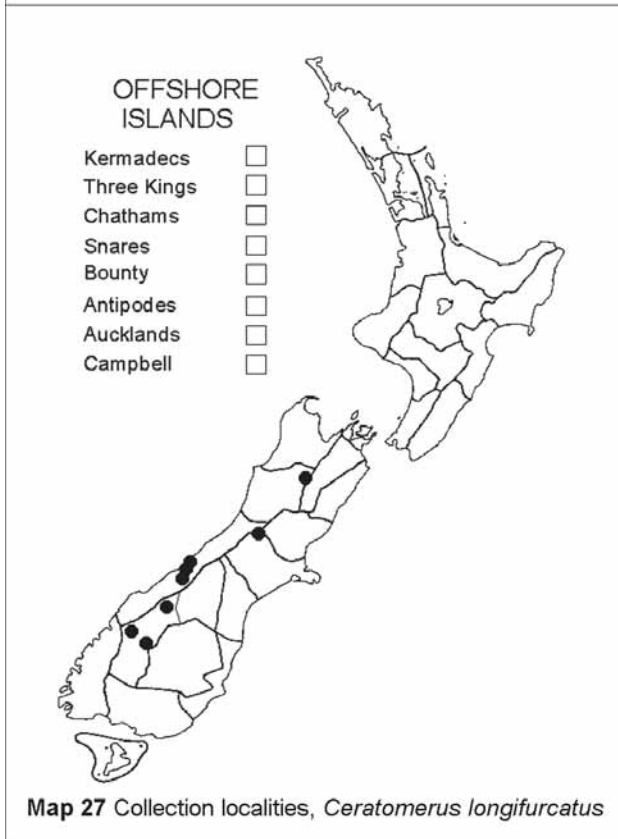 OFFSHORE
ISLANDS
Kermadecs
Three Kings
Chathams
Snares
Bounty
Antipodes
Aucklands
Campbell
Map 27 Collection localities, Ceratomerus longifurcatus